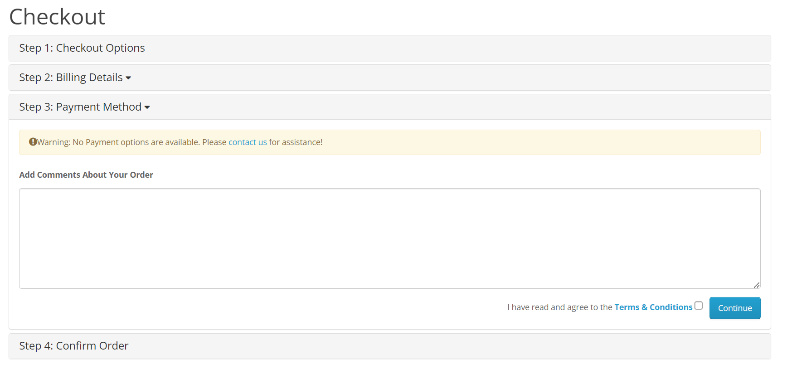 Checkout
Step 1: Checkout Options
Step 2: Billing Details
Step 3: Payment Method
Warning: No Payment options are available. Please contact us for assistance!
Add Comments About Your Order
I have read and agree to the Terms & Conditions
Continue
Step 4: Confirm Order